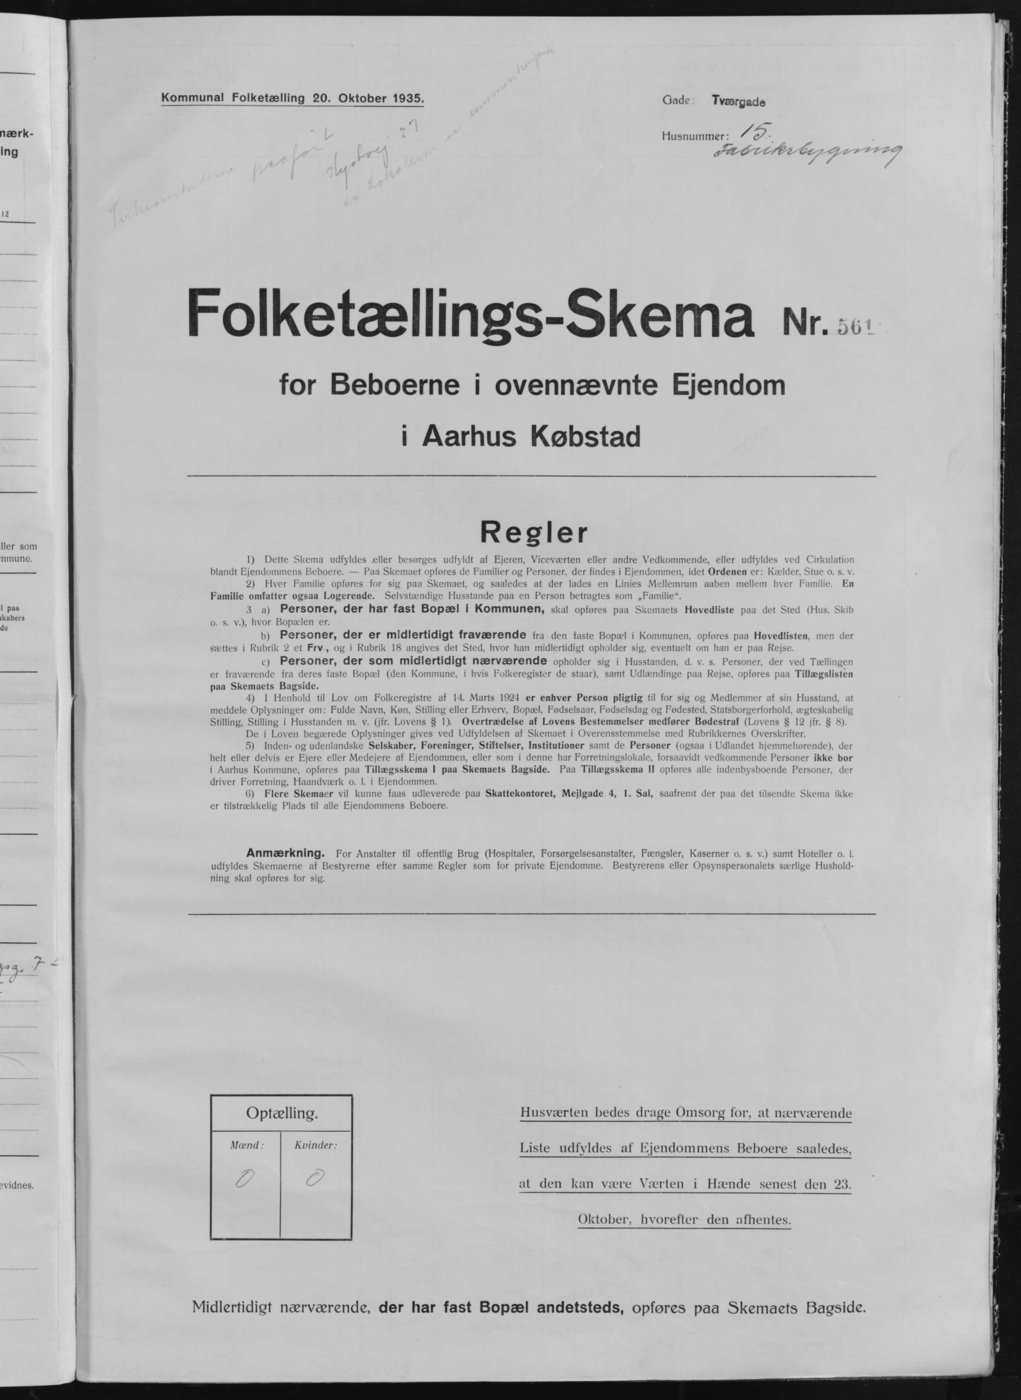 Kommunal Folketælling 20. Oktober 1935.
Gade: Tværgade
Husnummer: 15.
Fabriksbygning
Virksomhederne paaført
Nyvej 27
Lokalerne er sammenhængende
Folketællings-Skema Nr. 561
for Beboerne i ovennævnte Ejendom
i Aarhus Købstad
Regler
1) Dette Skema udfyldes eller besørges udfyldt af Ejeren, Viceværten eller andre Vedkommende, eller udfyldes ved Cirkulation
blandt Ejendommens Beboere. — Paa Skemaet opføres de Familier og Personer, der findes i Ejendommen, idet Ordenen er: Kælder, Stue o. s. v.
2) Hver Familie opføres for sig paa Skemaet, og saaledes at der lades en Linies Mellemrum aaben mellem hver Familie. En
Familie omfatter ogsaa Logerende. Selvstændige Husstande paa en Person betragtes som „Familie“.
3 a) Personer, der har fast Bopæl i Kommunen, skal opføres paa Skemaets Hovedliste paa det Sted (Hus, Skib
o. s. v.), hvor Bopælen er.
b) Personer, der er midlertidigt fraværende fra den faste Bopæl i Kommunen, opføres paa Hovedlisten, men der
sættes i Rubrik 2 et Frv., og i Rubrik 18 angives det Sted, hvor han midlertidigt opholder sig, eventuelt om han er paa Rejse.
c) Personer, der som midlertidigt nærværende opholder sig i Husstanden, d. v. s. Personer, der ved Tællingen
er fraværende fra deres faste Bopæl (den Kommune, i hvis Folkeregister de staar), samt Udlændinge paa Rejse, opføres paa Tillægslisten
paa Skemaets Bagside.
4) I Henhold til Lov om Folkeregistre af 14. Marts 1924 er enhver Person pligtig til for sig og Medlemmer af sin Husstand, at
meddele Oplysninger om: Fulde Navn, Køn, Stilling eller Erhverv, Bopæl, Fødselsaar, Fødselsdag og Fødested, Statsborgerforhold, ægteskabelig
Stilling, Stilling i Husstanden m. v. (jfr. Lovens § 1). Overtrædelse af Lovens Bestemmelser medfører Bødestraf (Lovens § 12 jfr. § 8).
De i Loven begærede Oplysninger gives ved Udfyldelsen af Skemaet i Overensstemmelse med Rubrikkernes Overskrifter.
5) Inden- og udenlandske Selskaber, Foreninger, Stiftelser, Institutioner samt de Personer (ogsaa i Udlandet hjemmehørende), der
helt eller delvis er Ejere eller Medejere af Ejendommen, eller som i denne har Forretningslokale, forsaavidt vedkommende Personer ikke bor
i Aarhus Kommune, opføres paa Tillægsskema I paa Skemaets Bagside. Paa Tillægsskema II opføres alle indenbysboende Personer, der
driver Forretning, Haandværk o. l. i Ejendommen.
6) Flere Skemaer vil kunne faas udleverede paa Skattekontoret, Mejlgade 4, 1. Sal, saafremt der paa det tilsendte Skema ikke
er tilstrækkelig Plads til alle Ejendommens Beboere.
Anmærkning. For Anstalter til offentlig Brug (Hospitaler, Forsørgelsesanstalter, Fængsler, Kaserner o. s. v.) samt Hoteller o. l.
udfyldes Skemaerne af Bestyrerne efter samme Regler som for private Ejendomme. Bestyrerens eller Opsynspersonalets særlige Hushold-
ning skal opføres for sig.
Optælling.
Mænd: Kvinder:
0 0
Husværten bedes drage Omsorg for, at nærværende
Liste udfyldes af Ejendommens Beboere saaledes,
at den kan være Værten i Hænde senest den 23.
Oktober, hvorefter den afhentes.
Midlertidigt nærværende, der har fast Bopæl andetsteds, opføres paa Skemaets Bagside.